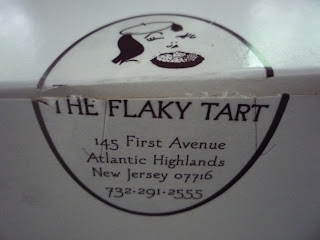 THE FLAKY TART
145 First Avenue
Atlantic Highlands
New Jersey 07716
732·291·2555